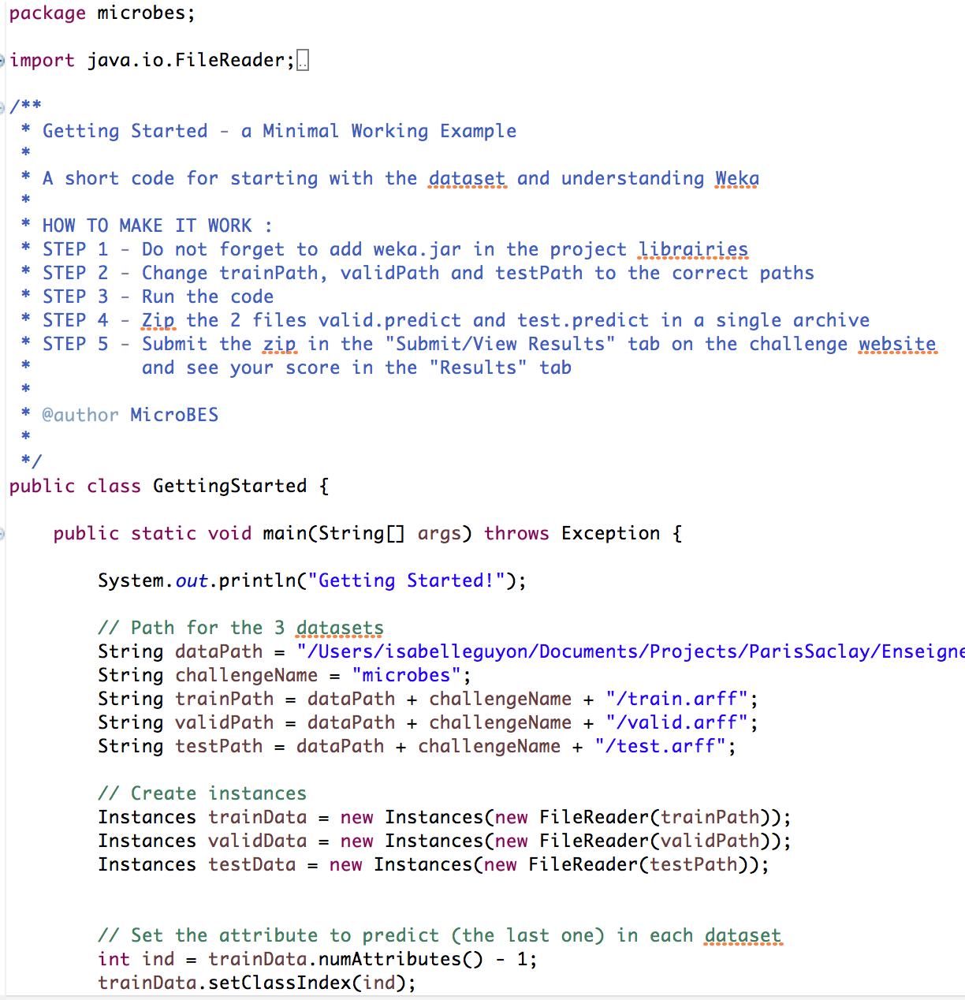 package microbes;
import java.io.FileReader;
/**
* Getting Started - a Minimal Working Example
*
* A short code for starting with the dataset and understanding Weka
*
* HOW TO MAKE IT WORK :
* STEP 1 - Do not forget to add weka.jar in the project librairies
* STEP 2 - Change trainPath, validPath and testPath to the correct paths
* STEP 3 - Run the code
* STEP 4 - Zip the 2 files valid.predict and test.predict in a single archive
* STEP 5 - Submit the zip in the "Submit/View Results" tab on the challenge website
* and see your score in the "Results" tab
*
* @author MicroBES
*
*/
public class GettingStarted {
public static void main(String[] args) throws Exception {
System.out.println("Getting Started!");
// Path for the 3 datasets
String dataPath = "/Users/isabelleguyon/Documents/Projects/ParisSaclay/Enseigne
String challengeName = "microbes";
String trainPath = dataPath + challengeName + "/train.arff";
String validPath = dataPath + challengeName + "/valid.arff";
String testPath = dataPath + challengeName + "/test.arff";
// Create instances
Instances trainData = new Instances(new FileReader(trainPath));
Instances validData = new Instances(new FileReader(validPath));
Instances testData = new Instances(new FileReader(testPath));
// Set the attribute to predict (the last one) in each dataset
int ind = trainData.numAttributes() - 1;
trainData.setClassIndex(ind);